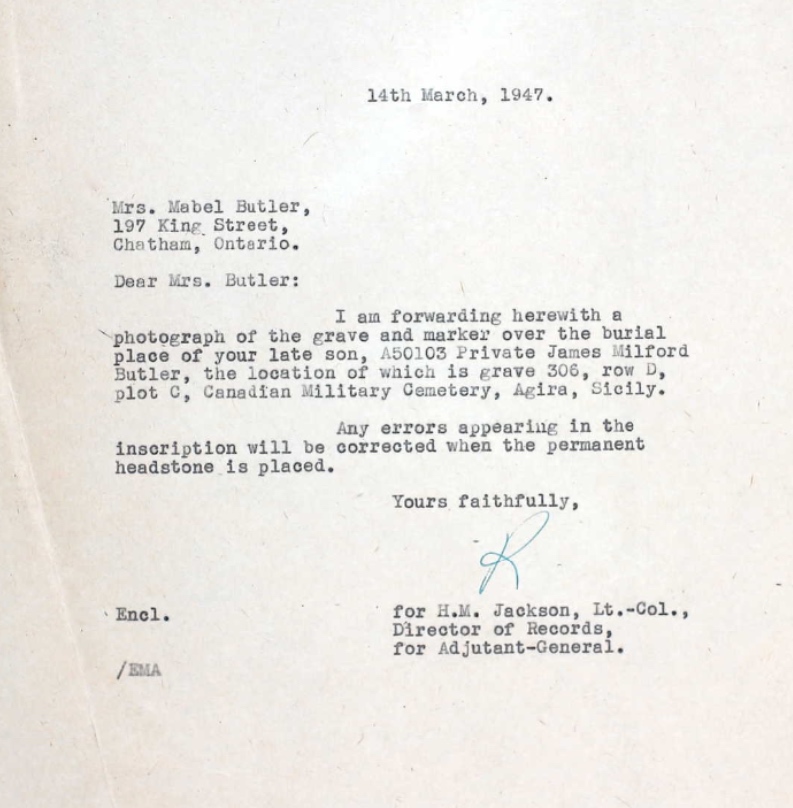 14th March, 1947.
Mrs. Mabel Butler,
197 King Street,
Chatham, Ontario.
Dear Mrs. Butler:
I am forwarding herewith a
photograph of the grave and marker over the burial
place of your late son, A50103 Private James Milford
Butler, the location of which is grave 306, row D,
plot C, Canadian Military Cemetery, Agira, Sicily.
Any errors appearing in the
inscription will be corrected when the permanent
headstone is placed.
Yours faithfully,
R
Encl.
for H.M. Jackson, Lt.-Col.,
Director of Records,
for Adjutant-General.
/EMA